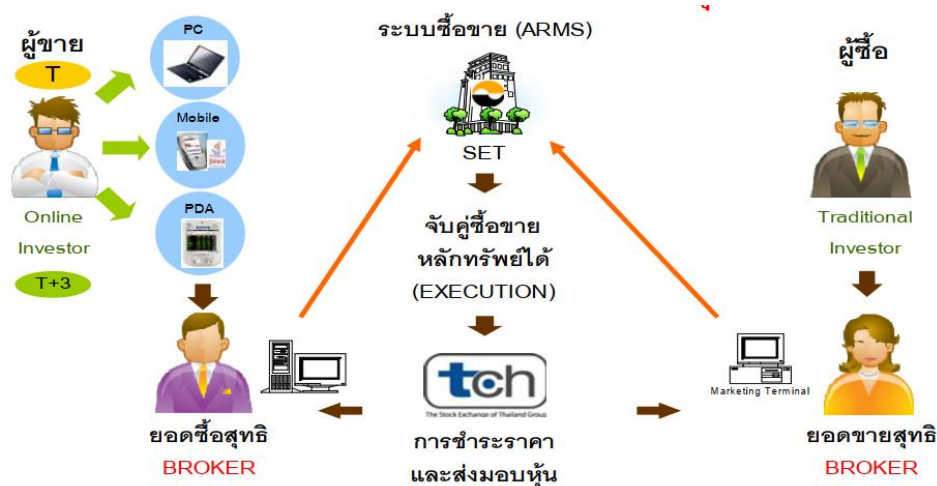 ผู้ขาย
T
Online
Investor
T+3
PC
Mobile
Java
PDA
ยอดซื้อสุทธิ
BROKER
ระบบซื้อขาย (ARMS)
SET
จับคู่ซื้อขาย
หลักทรัพย์ได้
(EXECUTION)
tch
The Stock Exchange of Thailand Group
การชำระราคา
และส่งมอบหุ้น
ผู้ซื้อ
Traditional
Investor
Marketing Terminal
ยอดขายสุทธิ
BROKER